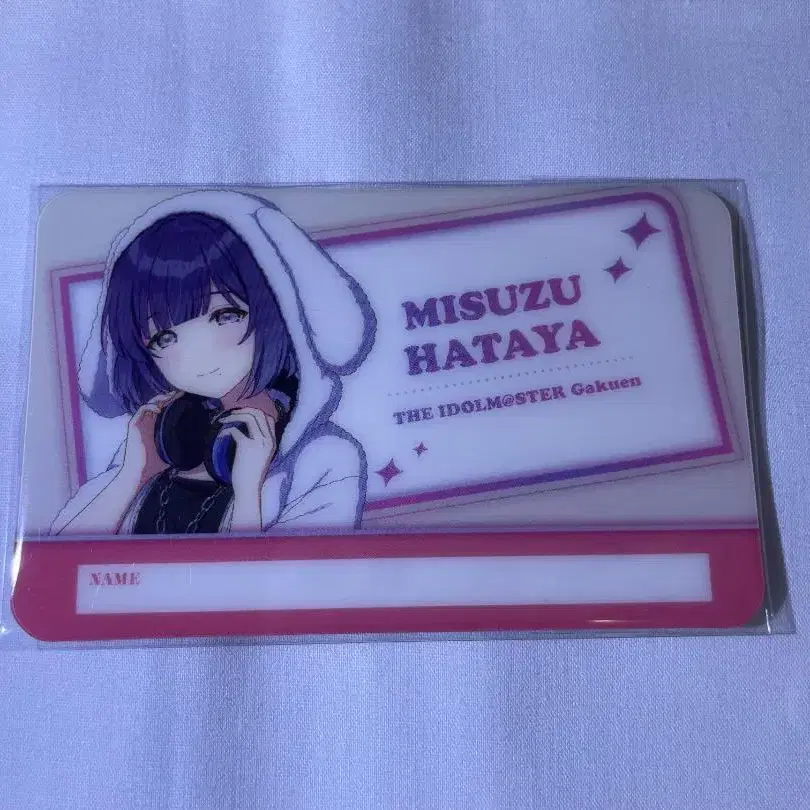 MISUZU
HATAYA
THE IDOLM@STER Gakuen
NAME